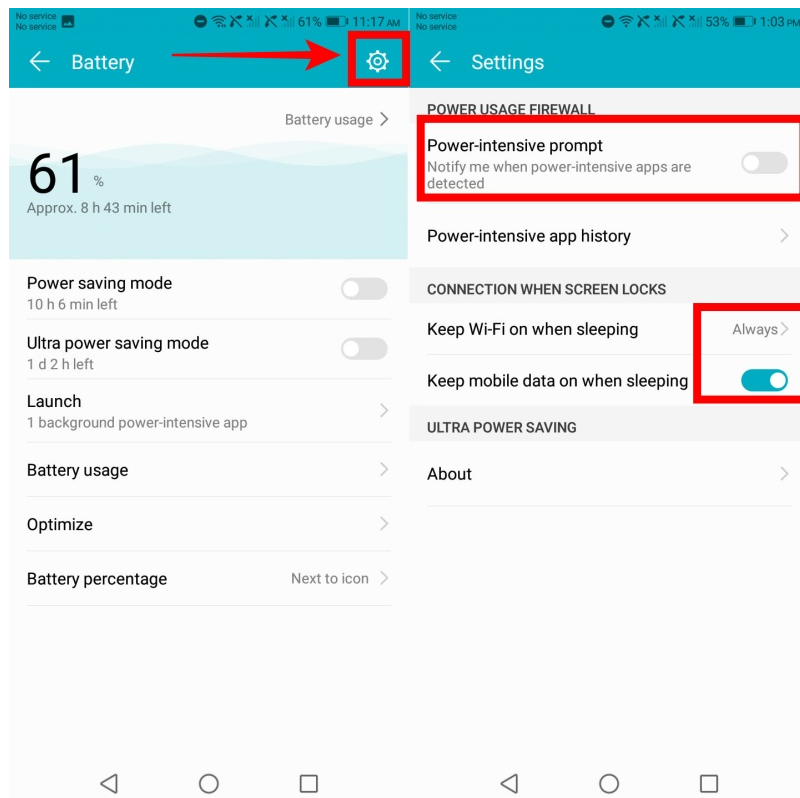 No service
No service
61% 11:17 AM
Battery
Battery usage
61 %
Approx. 8 h 43 min left
Power saving mode
10 h 6 min left
Ultra power saving mode
1 d 2 h left
Launch
1 background power-intensive app
Battery usage
Optimize
Battery percentage
Next to icon
No service
No service
53% 1:03 PM
Settings
POWER USAGE FIREWALL
Power-intensive prompt
Notify me when power-intensive apps are
detected
Power-intensive app history
CONNECTION WHEN SCREEN LOCKS
Keep Wi-Fi on when sleeping
Always
Keep mobile data on when sleeping
ULTRA POWER SAVING
About